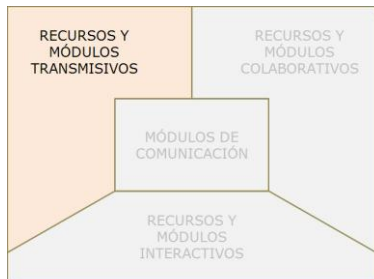 RECURSOS Y
MÓDULOS
TRANSMISIVOS
RECURSOS Y
MÓDULOS
COLABORATIVOS
MÓDULOS DE
COMUNICACIÓN
RECURSOS Y
MÓDULOS
INTERACTIVOS